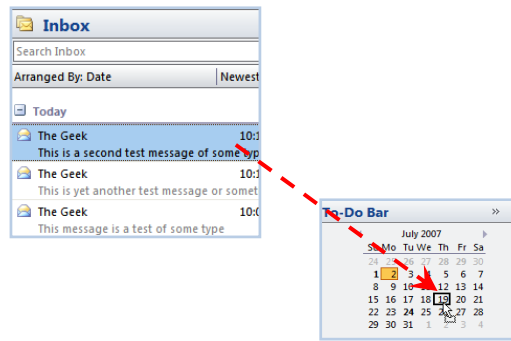 Inbox
Search Inbox
Arranged By: Date Newest
Today
The Geek 10:1
This is a second test message of some typ
The Geek 10:1
This is yet another test message or somet
The Geek 10:0
This message is a test of some type
To-Do Bar »
July 2007
Su Mo Tu We Th Fr Sa
24 25 26 27 28 29 30
1 2 3 4 5 6 7
8 9 10 11 12 13 14
15 16 17 18 19 20 21
22 23 24 25 26 27 28
29 30 31 1 2 3 4